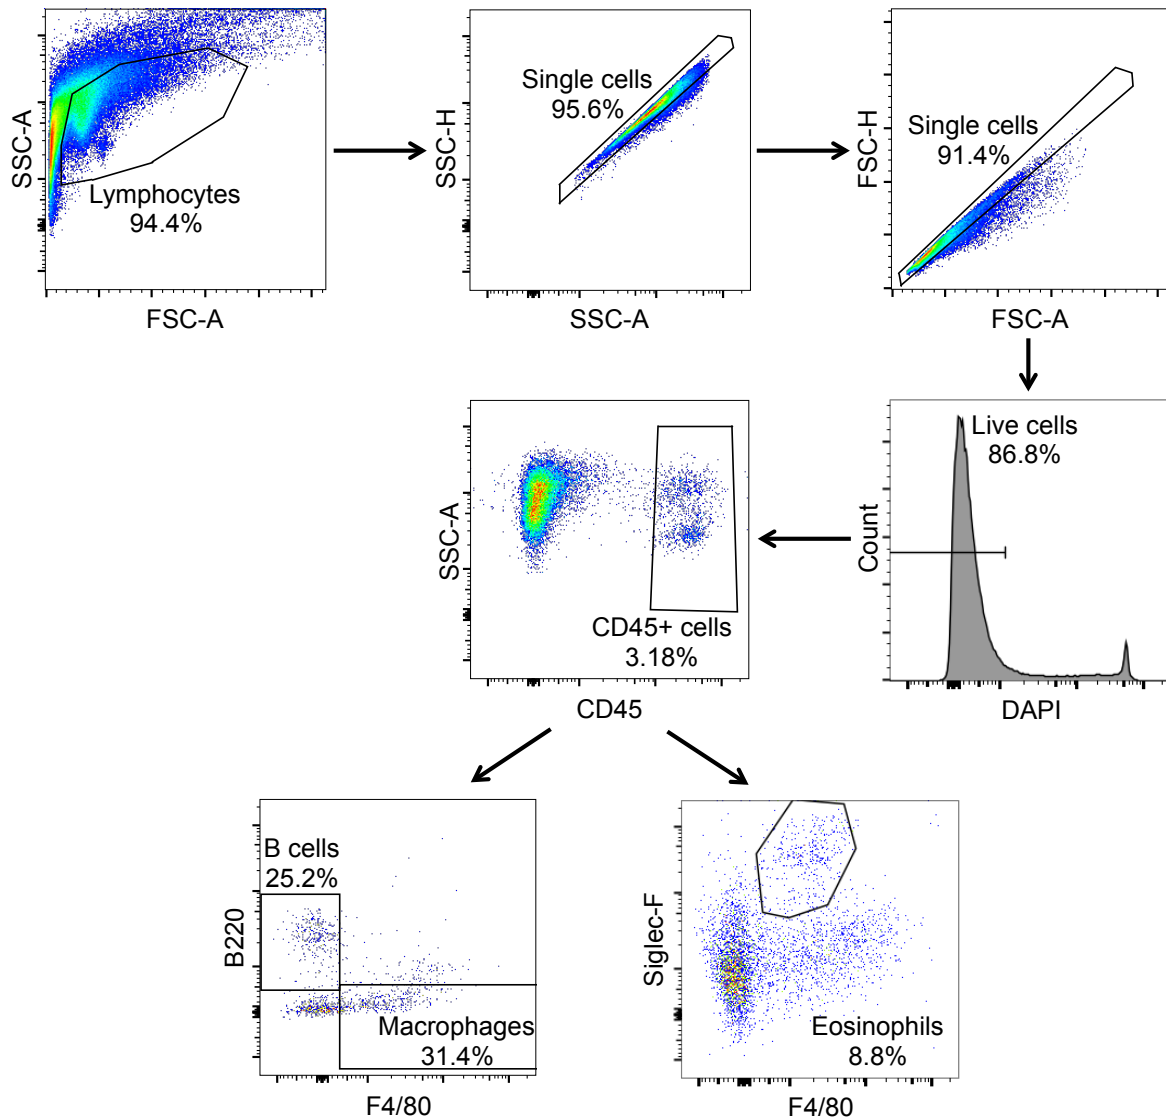 SSC-A
Lymphocytes
94.4%
FSC-A
SSC-H
Single cells
95.6%
SSC-A
FSC-H
Single cells
91.4%
FSC-A
SSC-A
CD45+ cells
3.18%
CD45
Count
Live cells
86.8%
DAPI
B220
B cells
25.2%
Macrophages
31.4%
F4/80
Siglec-F
Eosinophils
8.8%
F4/80